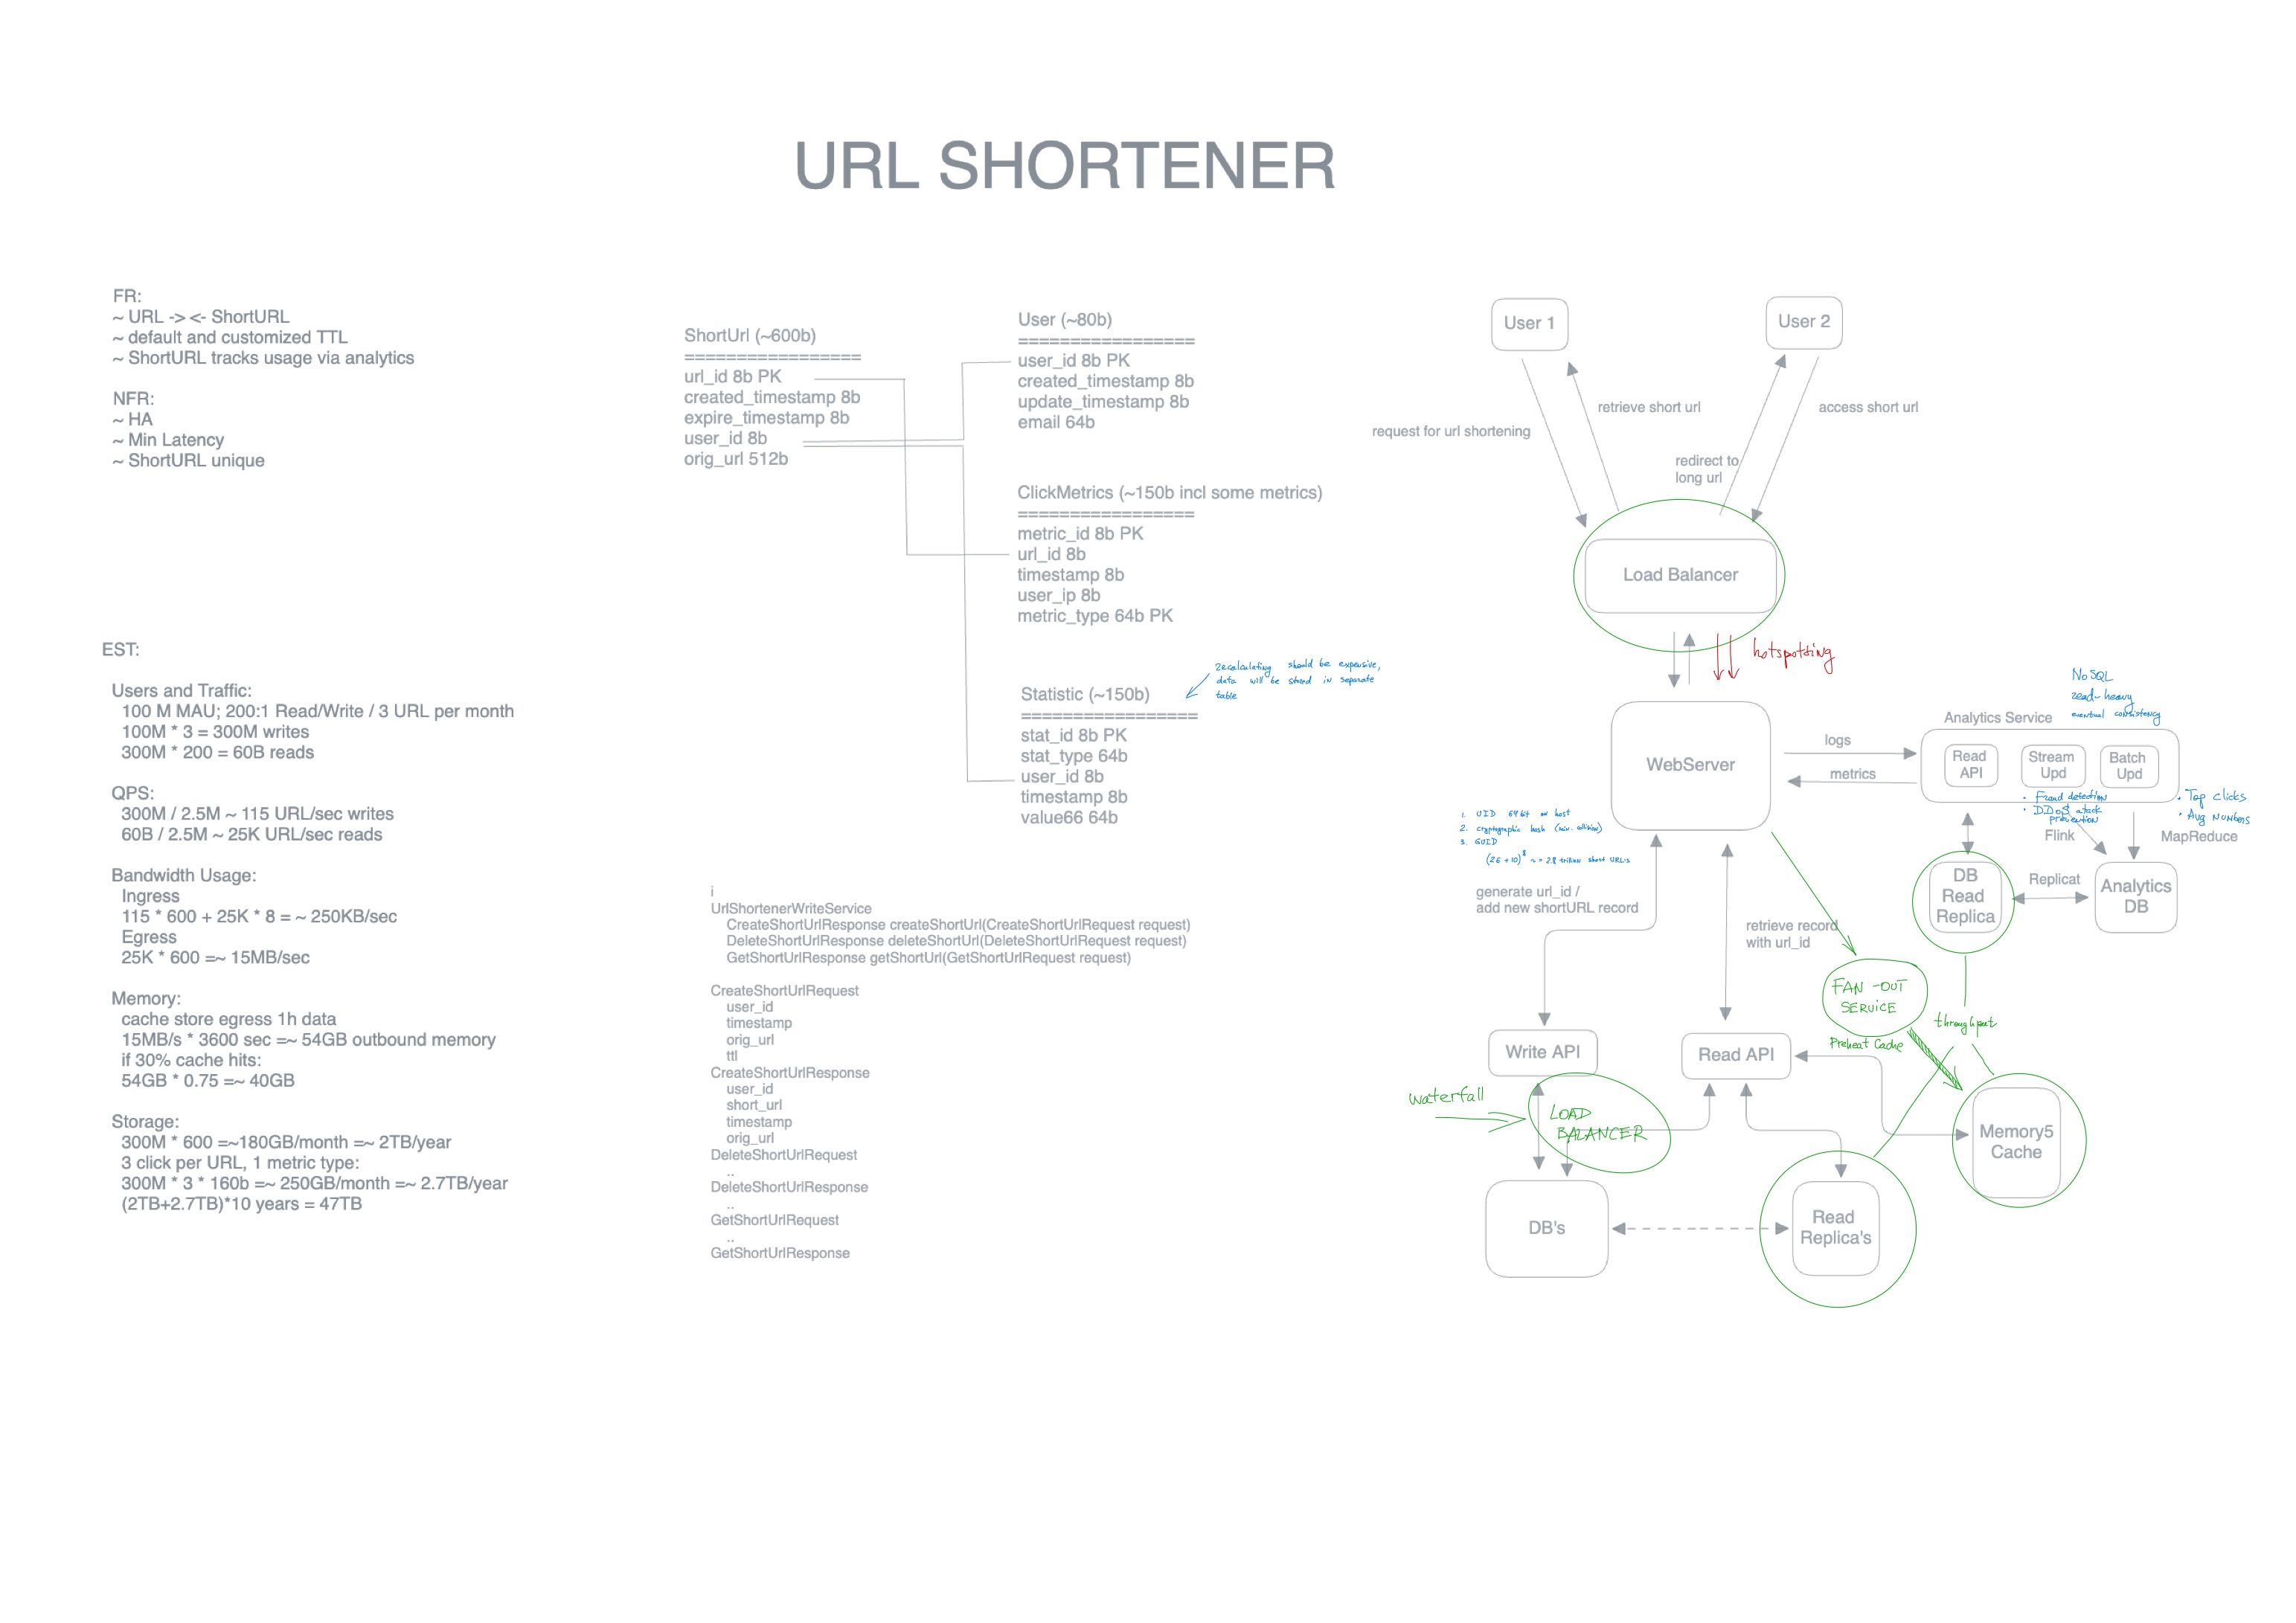 URL SHORTENER
FR:
~ URL -> <- ShortURL
~ default and customized TTL
~ ShortURL tracks usage via analytics
NFR:
~ HA
~ Min Latency
~ ShortURL unique
EST:
Users and Traffic:
100 M MAU; 200:1 Read/Write / 3 URL per month
100M * 3 = 300M writes
300M * 200 = 60B reads
QPS:
300M / 2.5M ~ 115 URL/sec writes
60B / 2.5M ~ 25K URL/sec reads
Bandwidth Usage:
Ingress
115 * 600 + 25K * 8 = ~ 250KB/sec
Egress
25K * 600 =~ 15MB/sec
Memory:
cache store egress 1h data
15MB/s * 3600 sec =~ 54GB outbound memory
if 30% cache hits:
54GB * 0.75 =~ 40GB
Storage:
300M * 600 =~180GB/month =~ 2TB/year
3 click per URL, 1 metric type:
300M * 3 * 160b =~ 250GB/month =~ 2.7TB/year
(2TB+2.7TB)*10 years = 47TB
ShortUrl (~600b)
=================
url_id 8b PK
created_timestamp 8b
expire_timestamp 8b
user_id 8b
orig_url 512b
User (~80b)
=================
user_id 8b PK
created_timestamp 8b
update_timestamp 8b
email 64b
ClickMetrics (~150b incl some metrics)
=================
metric_id 8b PK
url_id 8b
timestamp 8b
user_ip 8b
metric_type 64b PK
recalculating should be expensive,
data will be stored in separate
table
Statistic (~150b)
=================
stat_id 8b PK
stat_type 64b
user_id 8b
timestamp 8b
value66 64b
i
UrlShortenerWriteService
CreateShortUrlResponse createShortUrl(CreateShortUrlRequest request)
DeleteShortUrlResponse deleteShortUrl(DeleteShortUrlRequest request)
GetShortUrlResponse getShortUrl(GetShortUrlRequest request)
CreateShortUrlRequest
user_id
timestamp
orig_url
ttl
CreateShortUrlResponse
user_id
short_url
timestamp
orig_url
DeleteShortUrlRequest
..
DeleteShortUrlResponse
..
GetShortUrlRequest
..
GetShortUrlResponse
User 1
User 2
retrieve short url
access short url
request for url shortening
redirect to
long url
Load Balancer
hotspotting
WebServer
logs
metrics
NoSQL
read-heavy
eventual consistency
Analytics Service
Read
API
Stream
Upd
Batch
Upd
• Fraud detection
• DDoS atack
prevention
• Top clicks
• Avg numbers
Flink
MapReduce
DB
Read
Replica
Replicat
Analytics
DB
1. UID 64bit on host
2. cryptographic hash (min. collision)
3. GUID
(26 + 10)^8 ~ = 2.8 trilion short URL-s
generate url_id /
add new shortURL record
retrieve record
with url_id
FAN-OUT
SERVICE
throughput
Preheat Cache
Write API
Read API
waterfall
LOAD
BALANCER
Memory5
Cache
DB's
Read
Replica's